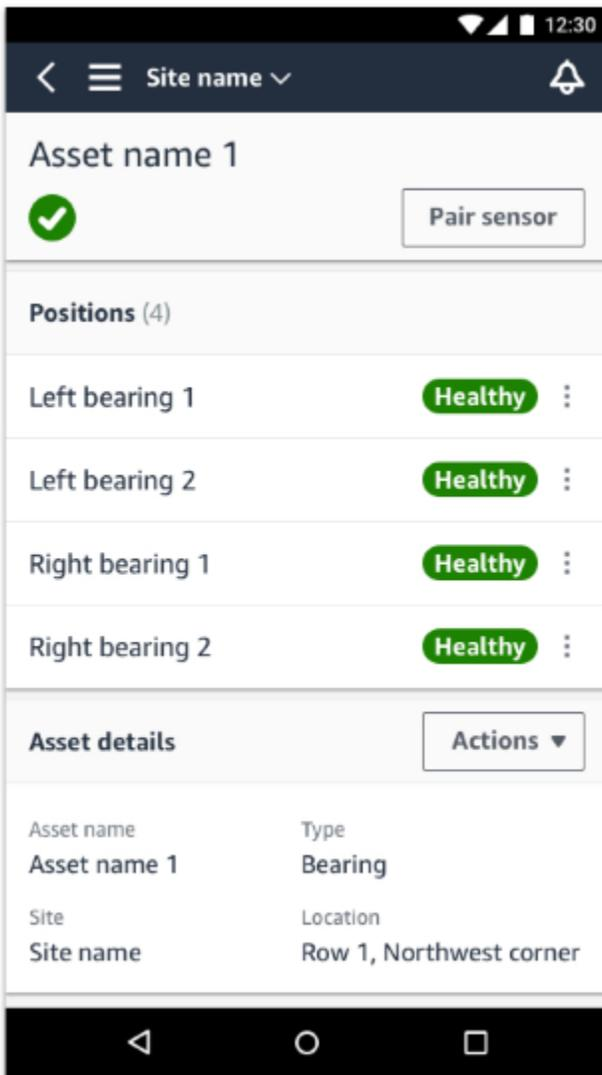 12:30
Site name
Asset name 1
Pair sensor
Positions (4)
Left bearing 1 Healthy
Left bearing 2 Healthy
Right bearing 1 Healthy
Right bearing 2 Healthy
Asset details Actions
Asset name Type
Asset name 1 Bearing
Site Location
Site name Row 1, Northwest corner